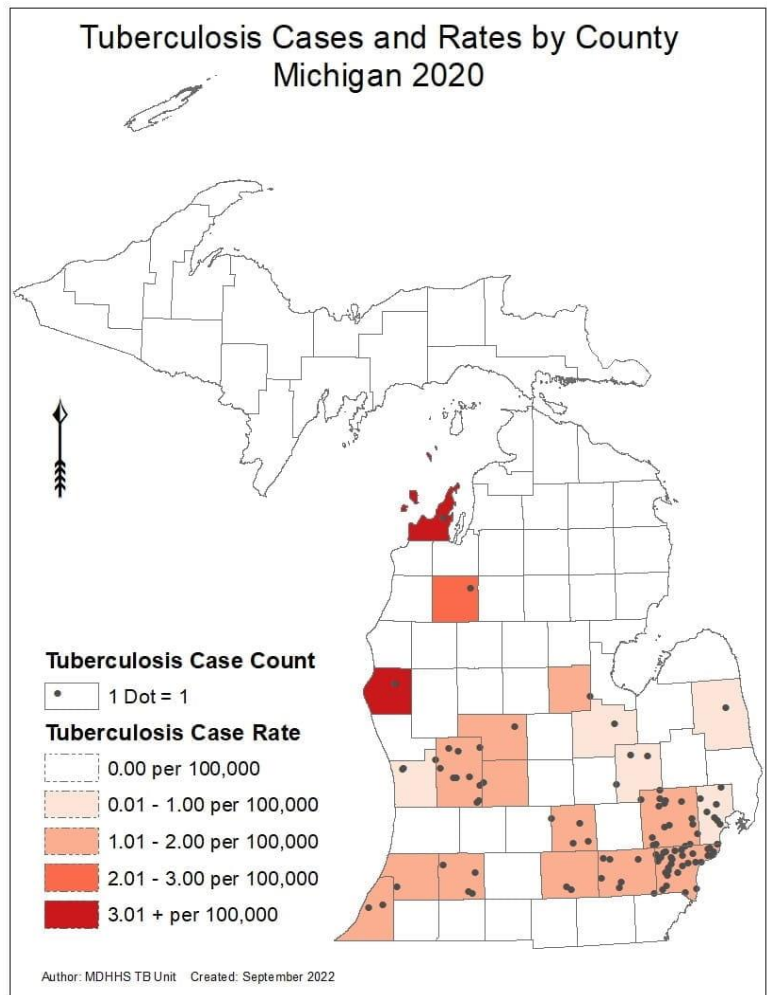 Tuberculosis Cases and Rates by County
Michigan 2020
Tuberculosis Case Count
1 Dot = 1
Tuberculosis Case Rate
0.00 per 100,000
0.01 - 1.00 per 100,000
1.01 - 2.00 per 100,000
2.01 - 3.00 per 100,000
3.01 + per 100,000
Author: MDHHS TB Unit Created: September 2022